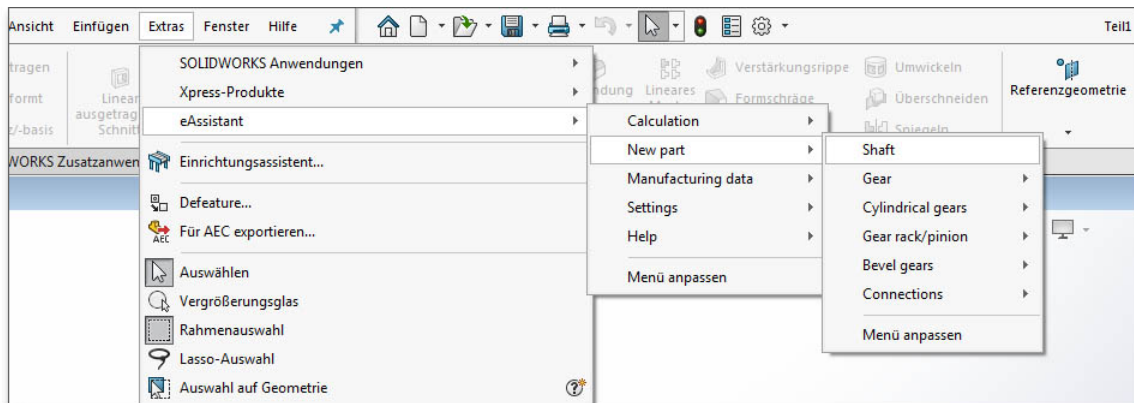 Ansicht Einfügen Extras Fenster Hilfe Teil1
tragen
formt
z/-basis
Linear
ausgetrag
Schnit
ndung
Lineares
Verstärkungsrippe
Formschräge
Umwickeln
Überschneiden
Spiegeln
Referenzgeometrie
WORKS Zusatzanwen
SOLIDWORKS Anwendungen
Xpress-Produkte
eAssistant
Einrichtungsassistent...
Defeature...
AEC
Für AEC exportieren...
Auswählen
Vergrößerungsglas
Rahmenauswahl
Lasso-Auswahl
Auswahl auf Geometrie
Calculation
New part
Manufacturing data
Settings
Help
Menü anpassen
Shaft
Gear
Cylindrical gears
Gear rack/pinion
Bevel gears
Connections
Menü anpassen